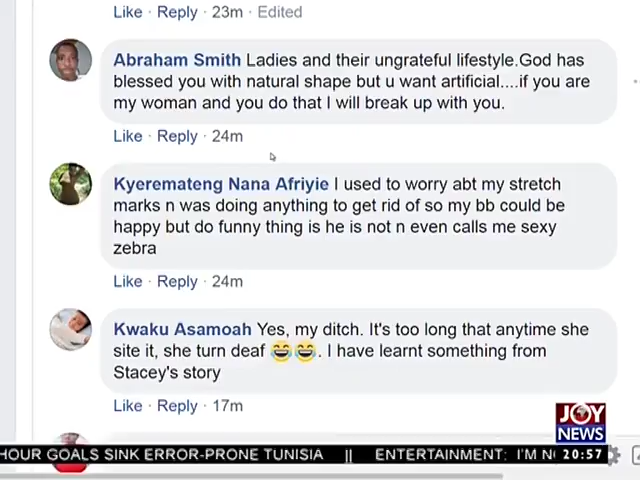 Like · Reply · 23m · Edited
Abraham Smith Ladies and their ungrateful lifestyle.God has
blessed you with natural shape but u want artificial....if you are
my woman and you do that I will break up with you.
Like · Reply · 24m
Kyeremateng Nana Afriyie I used to worry abt my stretch
marks n was doing anything to get rid of so my bb could be
happy but do funny thing is he is not n even calls me sexy
zebra
Like · Reply · 24m
Kwaku Asamoah Yes, my ditch. It's too long that anytime she
site it, she turn deaf 😂😂. I have learnt something from
Stacey's story
Like · Reply · 17m
JOY
NEWS
HOUR GOALS SINK ERROR-PRONE TUNISIA || ENTERTAINMENT: I'M 20:57